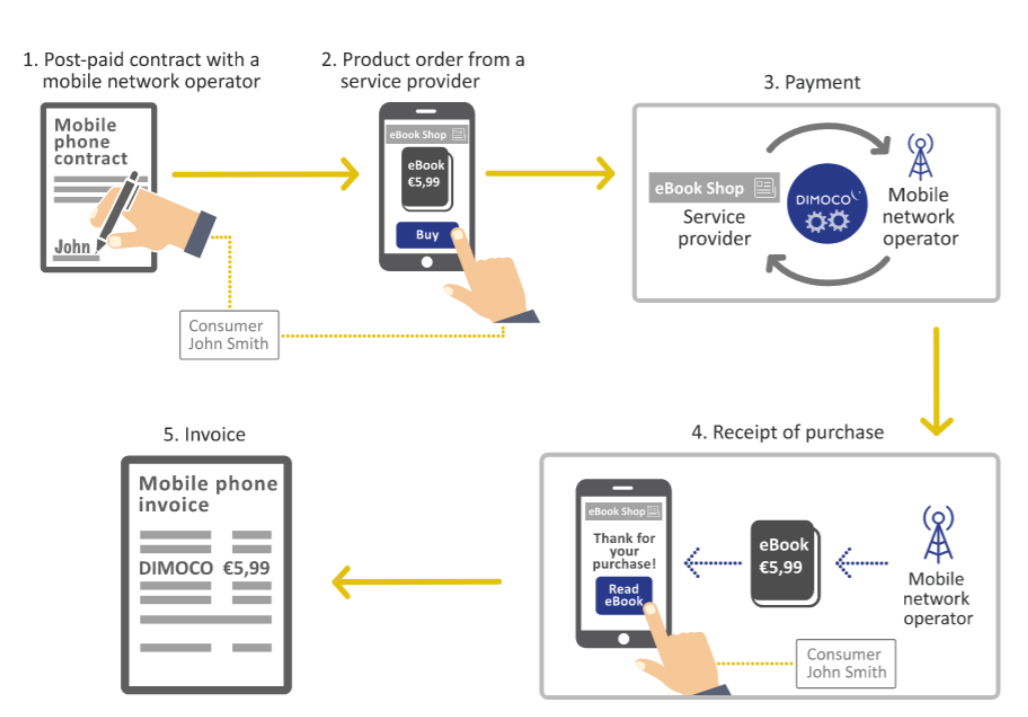 1. Post-paid contract with a
mobile network operator
Mobile
phone
contract
John
2. Product order from a
service provider
eBook Shop
eBook
€5,99
Buy
Consumer
John Smith
3. Payment
eBook Shop
Service
provider
DIMOCO
Mobile
network
operator
4. Receipt of purchase
eBook Shop
Thank for
your
purchase!
Read
eBook
eBook
€5,99
Mobile
network
operator
Consumer
John Smith
5. Invoice
Mobile phone
invoice
DIMOCO €5,99